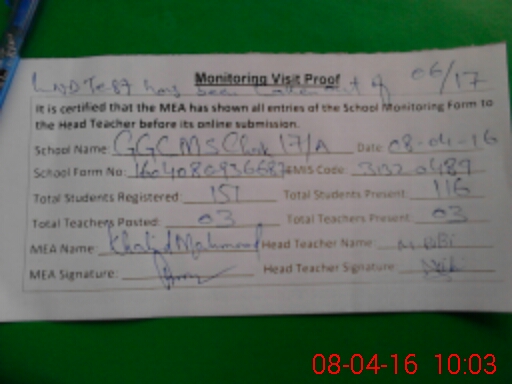 Monitoring Visit Proof
LND Test has been taken out of 06/17
It is certified that the MEA has shown all entries of the School Monitoring Form to
the Head Teacher before its online submission.
School Name: GGCMS Chak 17/A Date 08-04-16
School Form No: EMIS Code:
Total Students Registered: 151 Total Students Present: 116
Total Teachers Posted: 03 Total Teachers Present: 03
MEA Name: Khalid Mahmood Head Teacher Name: M. BiBi
MEA Signature: Head Teacher Signature
08-04-16 10:03